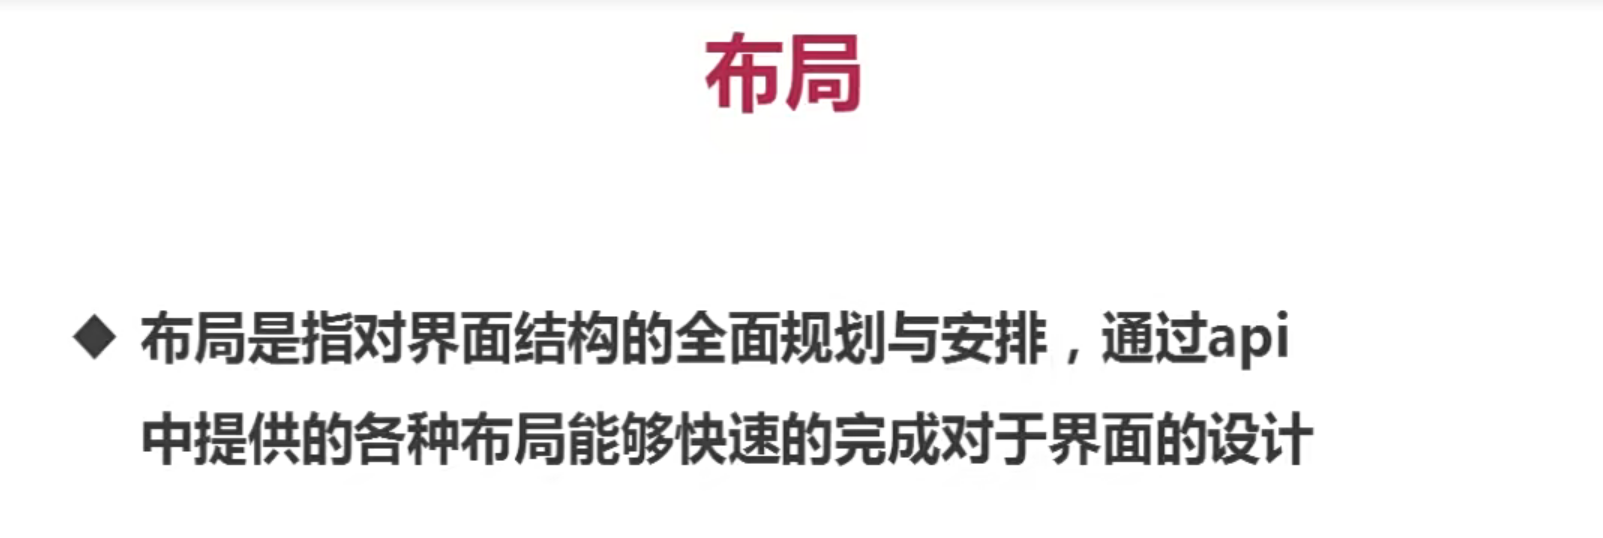 布局
◆ 布局是指对界面结构的全面规划与安排，通过api
中提供的各种布局能够快速的完成对于界面的设计